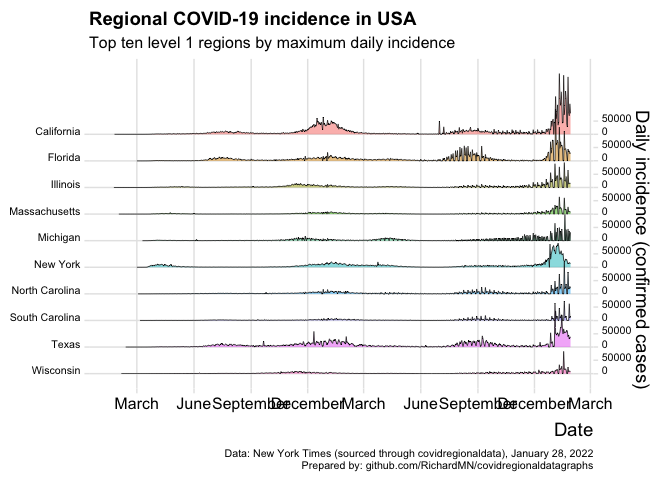 Regional COVID-19 incidence in USA
Top ten level 1 regions by maximum daily incidence
California
Florida
Illinois
Massachusetts
Michigan
New York
North Carolina
South Carolina
Texas
Wisconsin
50000
0
50000
0
50000
0
50000
0
50000
0
50000
0
50000
0
50000
0
50000
0
50000
0
Daily incidence (confirmed cases)
March June September December March June September December March
Date
Data: New York Times (sourced through covidregionaldata), January 28, 2022
Prepared by: github.com/RichardMN/covidregionaldatagraphs